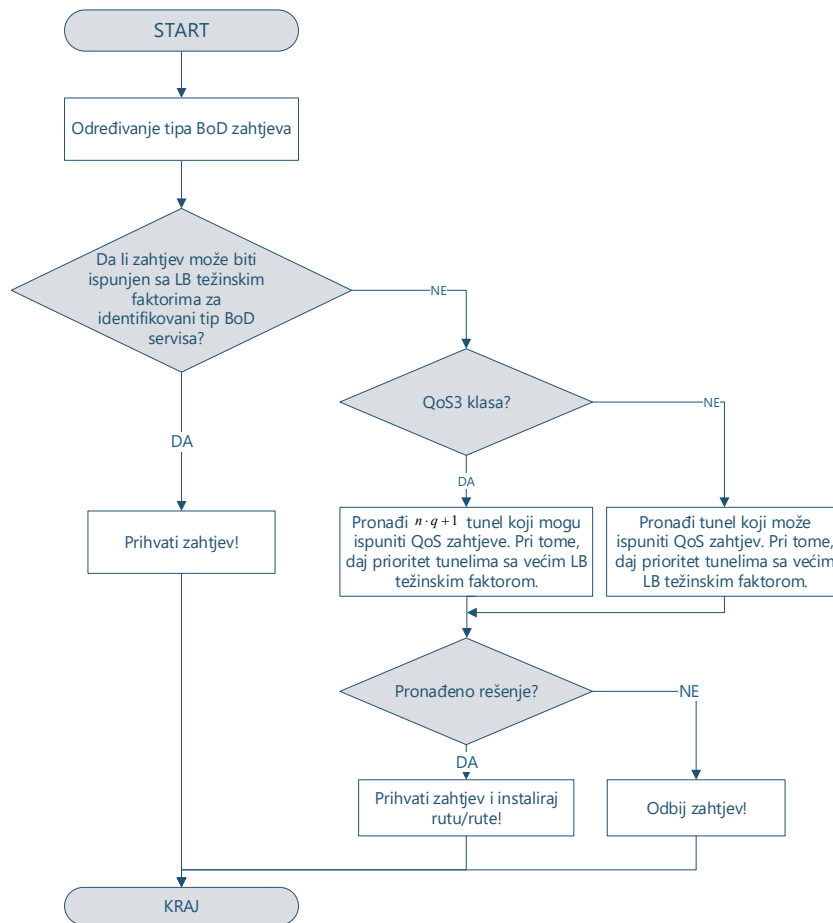 START
Određivanje tipa BoD zahtjeva
Da li zahtjev može biti
ispunjen sa LB težinskim
faktorima za
identifikovani tip BoD
servisa?
NE
DA
QoS3 klasa?
NE
DA
Prihvati zahtjev!
Pronađi n·q+1 tunel koji mogu
ispuniti QoS zahtjeve. Pri tome,
daj prioritet tunelima sa većim LB
težinskim faktorom.
Pronađi tunel koji može
ispuniti QoS zahtjev. Pri tome,
daj prioritet tunelima sa većim
LB težinskim faktorom.
Pronađeno rešenje?
NE
DA
Prihvati zahtjev i instaliraj
rutu/rute!
Odbij zahtjev!
KRAJ